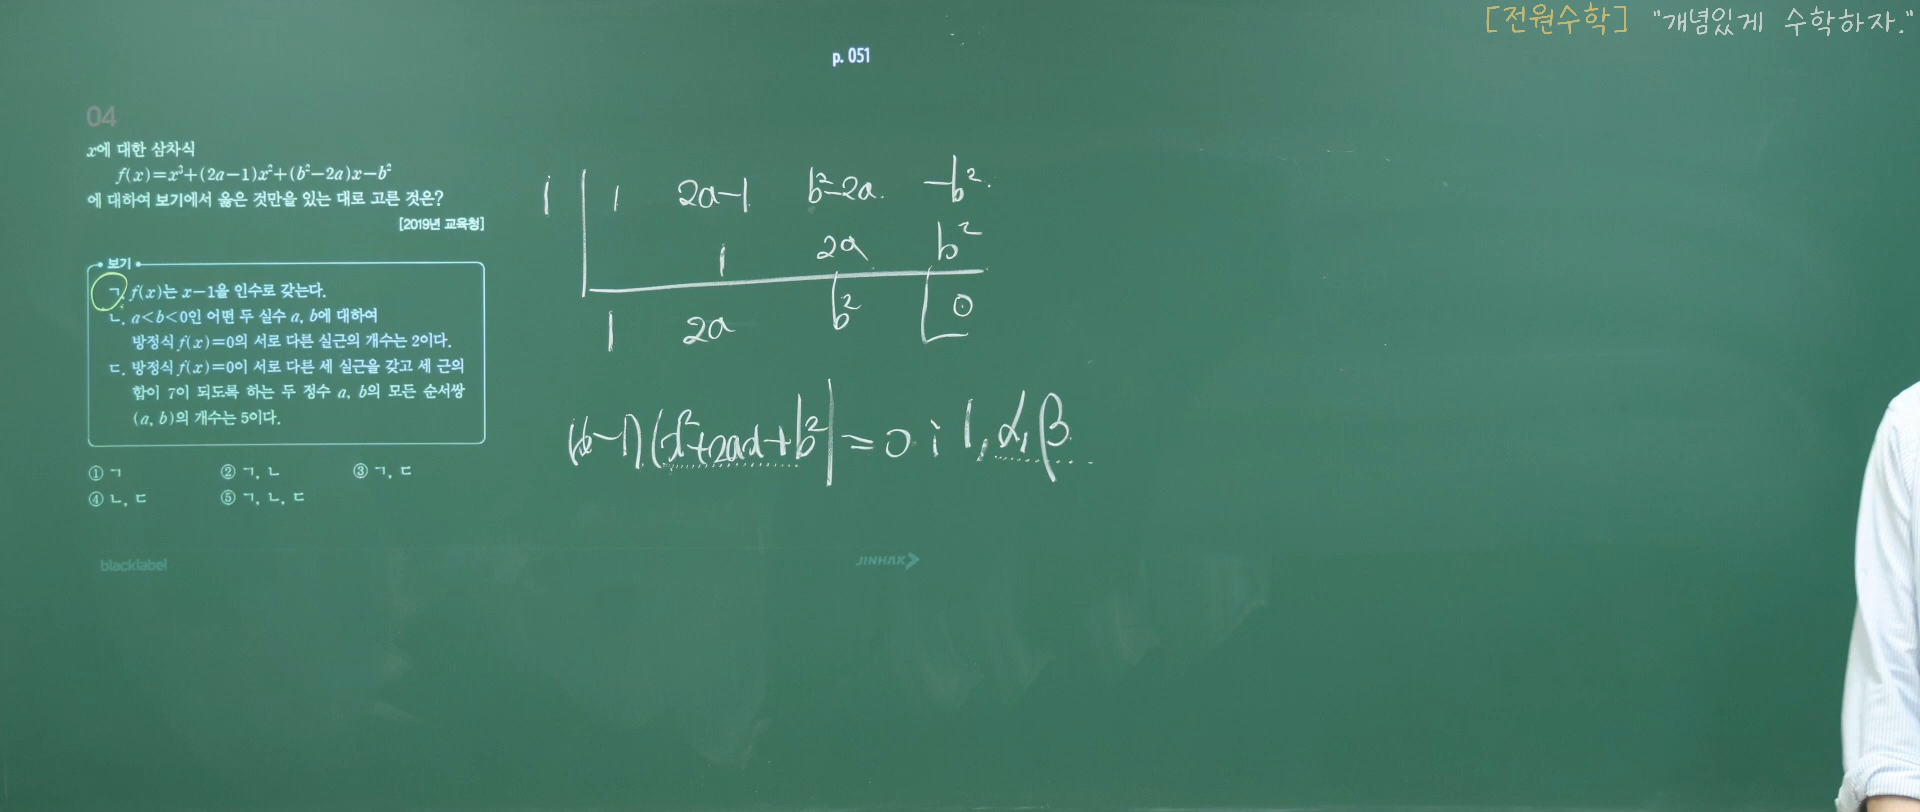 [전원수학] "개념있게 수학하자."
p. 051
04
x에 대한 삼차식
f(x)=x³+(2a-1)x²+(b²-2a)x-b²
에 대하여 보기에서 옳은 것만을 있는 대로 고른 것은?
[2019년 교육청]
보기
ㄱ. f(x)는 x-1을 인수로 갖는다.
ㄴ. a<b<0인 어떤 두 실수 a, b에 대하여
방정식 f(x)=0의 서로 다른 실근의 개수는 2이다.
ㄷ. 방정식 f(x)=0이 서로 다른 세 실근을 갖고 세 근의
합이 7이 되도록 하는 두 정수 a, b의 모든 순서쌍
(a, b)의 개수는 5이다.
① ㄱ ② ㄱ, ㄴ ③ ㄱ, ㄷ
④ ㄴ, ㄷ ⑤ ㄱ, ㄴ, ㄷ
blacklabel
JINHAK
1 1 2a-1 b²-2a -b²
1 2a b²
1 2a b² 0
(x-1)(x²+2ax+b²)=0 : 1, α, β